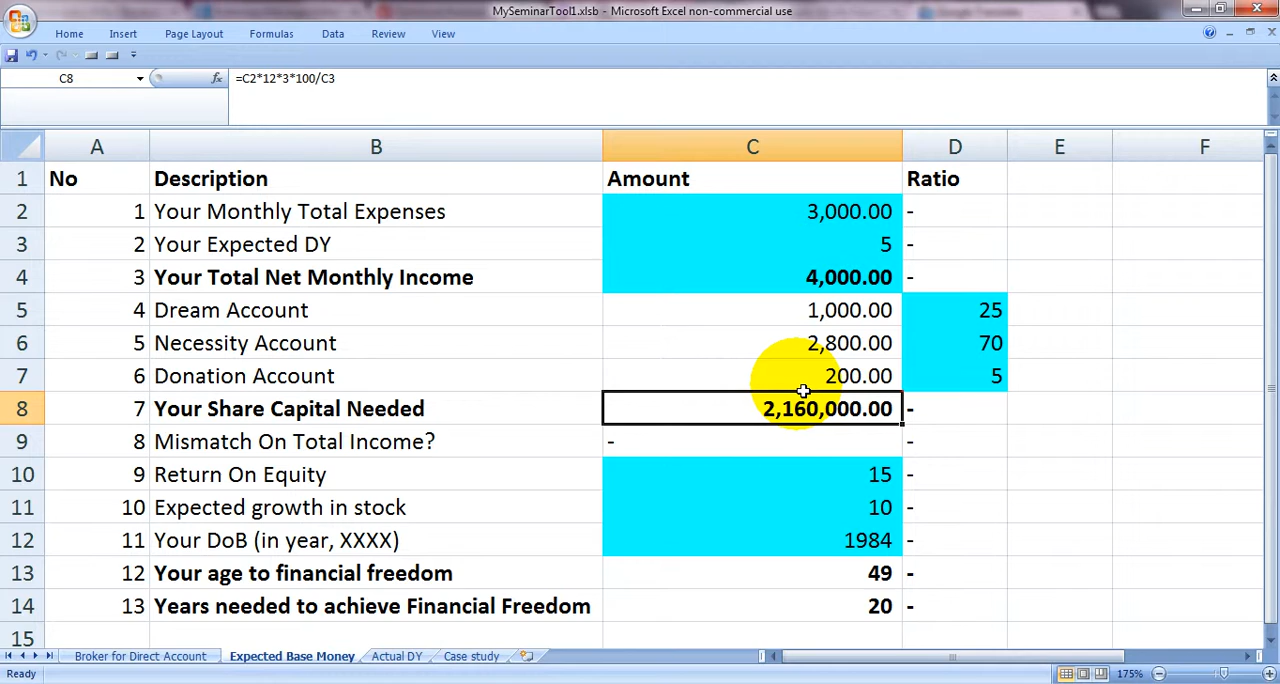 MySeminarTool1.xlsb - Microsoft Excel non-commercial use
Home Insert Page Layout Formulas Data Review View
C8 fx =C2*12*3*100/C3
A B C D E F
1 No Description Amount Ratio
2 1 Your Monthly Total Expenses 3,000.00 -
3 2 Your Expected DY 5 -
4 3 Your Total Net Monthly Income 4,000.00 -
5 4 Dream Account 1,000.00 25
6 5 Necessity Account 2,800.00 70
7 6 Donation Account 200.00 5
8 7 Your Share Capital Needed 2,160,000.00 -
9 8 Mismatch On Total Income? - -
10 9 Return On Equity 15 -
11 10 Expected growth in stock 10 -
12 11 Your DoB (in year, XXXX) 1984 -
13 12 Your age to financial freedom 49 -
14 13 Years needed to achieve Financial Freedom 20 -
15
Broker for Direct Account Expected Base Money Actual DY Case study
Ready 175%